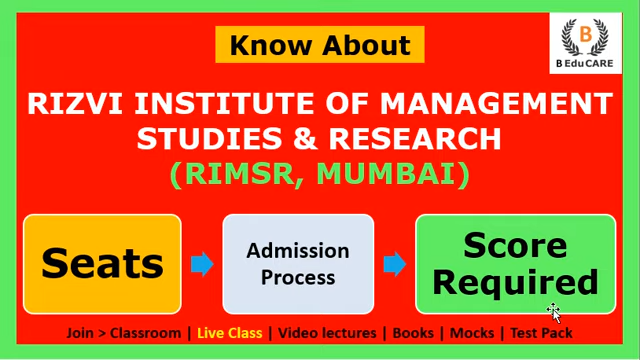 Know About
B
B EDUCARE
RIZVI INSTITUTE OF MANAGEMENT
STUDIES & RESEARCH
(RIMSR, MUMBAI)
Seats
Admission
Process
Score
Required
Join > Classroom | Live Class | Video lectures | Books | Mocks | Test Pack